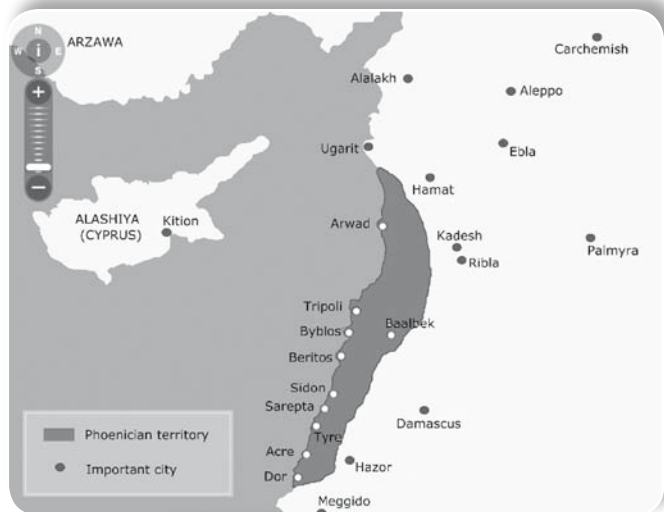 N
W i E
S
+
−
ARZAWA
Carchemish
Alalakh
Aleppo
Ugarit
Ebla
Hamat
ALASHIYA
(CYPRUS)
Kition
Arwad
Kadesh
Ribla
Palmyra
Tripoli
Byblos
Baalbek
Beritos
Sidon
Sarepta
Tyre
Damascus
Acre
Hazor
Dor
Meggido
Phoenician territory
Important city